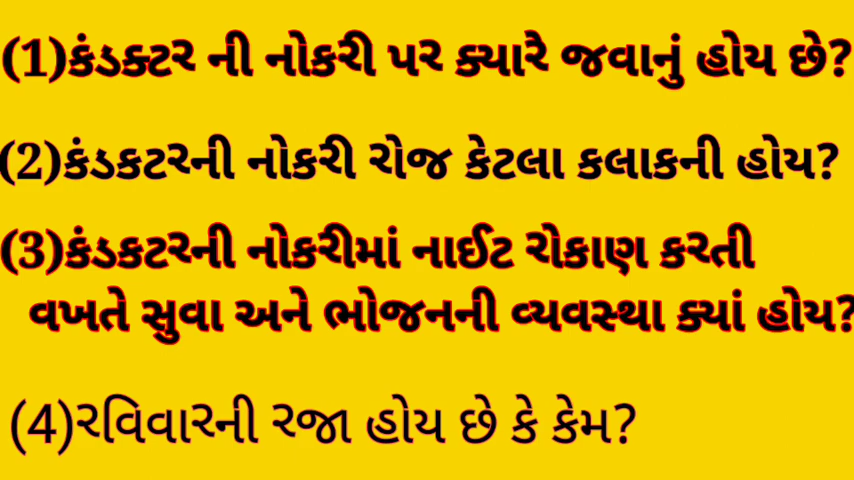 (1)કંડક્ટર ની નોકરી પર ક્યારે જવાનું હોય છે?
(2)કંડકટરની નોકરી રોજ કેટલા કલાકની હોય?
(3)કંડકટરની નોકરીમાં નાઈટ રોકાણ કરતી
વખતે સુવા અને ભોજનની વ્યવસ્થા ક્યાં હોય?
(4)રવિવારની રજા હોય છે કે કેમ?